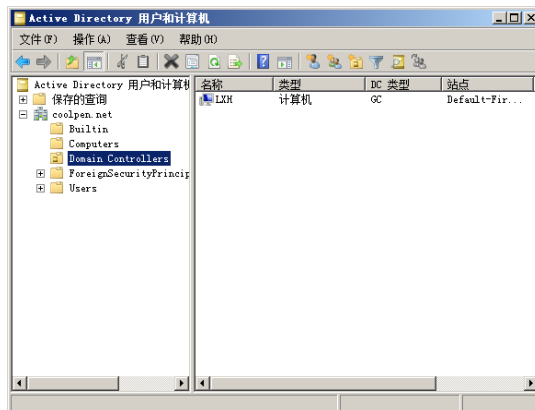 Active Directory 用户和计算机
文件(F) 操作(A) 查看(V) 帮助(H)
Active Directory 用户和计算机
保存的查询
coolpen.net
Builtin
Computers
Domain Controllers
ForeignSecurityPrincip
Users
名称 类型 DC 类型 站点
LXH 计算机 GC Default-Fir...